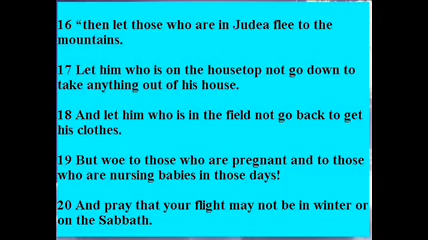 16 “then let those who are in Judea flee to the
mountains.
17 Let him who is on the housetop not go down to
take anything out of his house.
18 And let him who is in the field not go back to get
his clothes.
19 But woe to those who are pregnant and to those
who are nursing babies in those days!
20 And pray that your flight may not be in winter or
on the Sabbath.